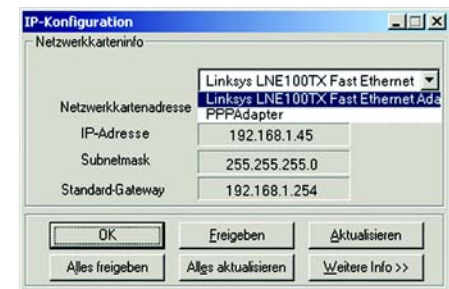 IP-Konfiguration
Netzwerkkarteninfo
Linksys LNE100TX Fast Ethernet
Linksys LNE100TX Fast Ethernet Ada
PPPAdapter
Netzwerkkartenadresse
IP-Adresse 192.168.1.45
Subnetmask 255.255.255.0
Standard-Gateway 192.168.1.254
OK Freigeben Aktualisieren
Alles freigeben Alles aktualisieren Weitere Info >>